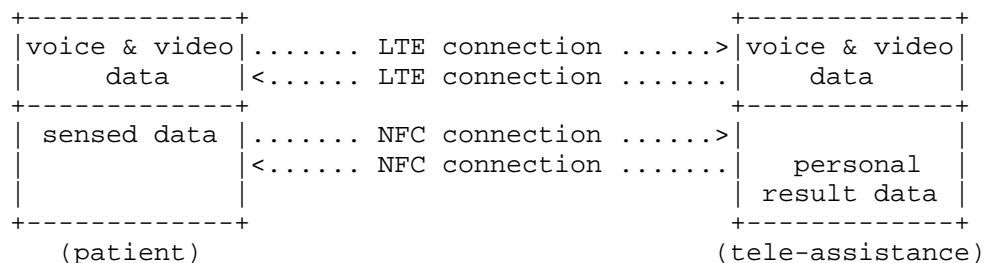 +-------------+                             +-------------+
|voice & video|....... LTE connection ......>|voice & video|
|     data    |<...... LTE connection .......|     data    |
+-------------+                             +-------------+
| sensed data |....... NFC connection ......>|             |
|             |<...... NFC connection .......|   personal  |
|             |                             | result data |
+-------------+                             +-------------+
(patient)                             (tele-assistance)